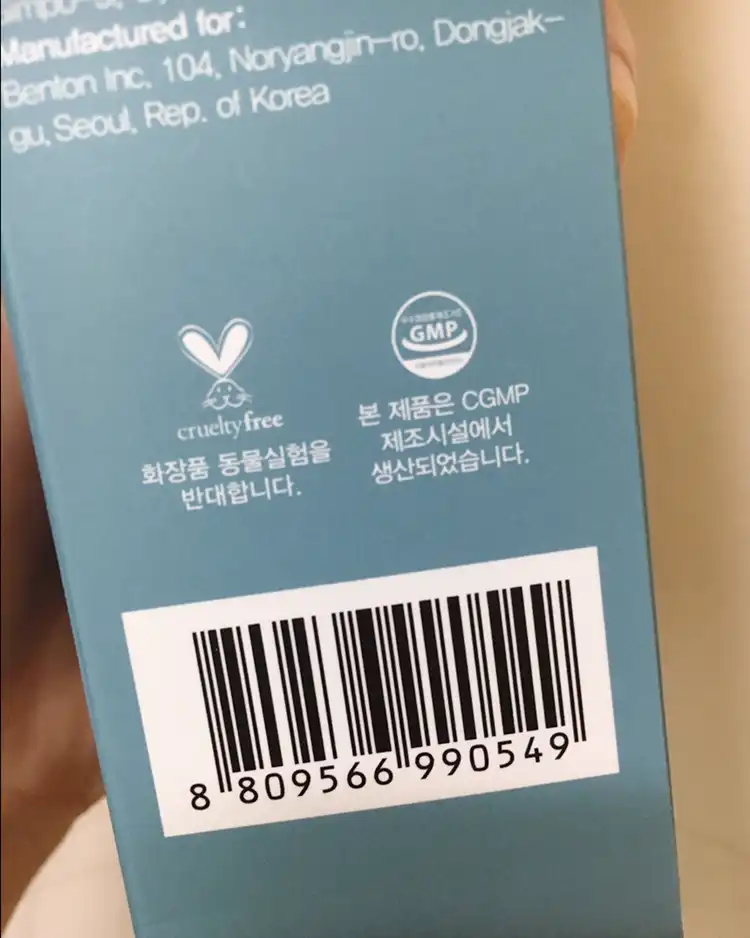 Manufactured for:
Benton Inc. 104, Noryangjin-ro, Dongjak-
gu, Seoul, Rep. of Korea
GMP
crueltyfree
화장품 동물실험을
반대합니다.
본 제품은 CGMP
제조시설에서
생산되었습니다.
8 809566 990549